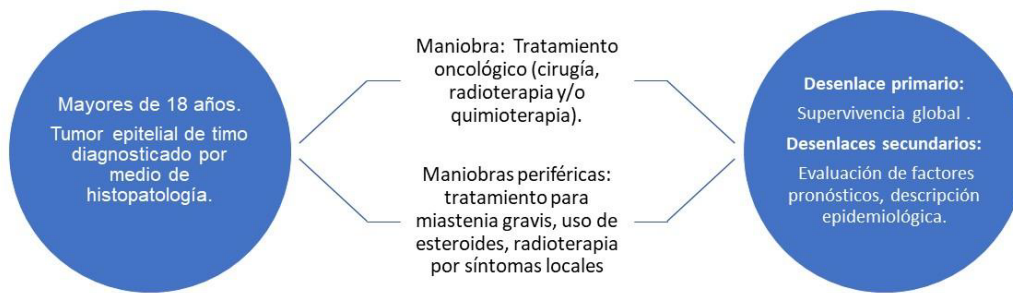 Mayores de 18 años.
Tumor epitelial de timo
diagnosticado por
medio de
histopatología.
Maniobra: Tratamiento
oncológico (cirugía,
radioterapia y/o
quimioterapia).
Maniobras periféricas:
tratamiento para
miastenia gravis, uso de
esteroides, radioterapia
por síntomas locales
Desenlace primario:
Supervivencia global .
Desenlaces secundarios:
Evaluación de factores
pronósticos, descripción
epidemiológica.